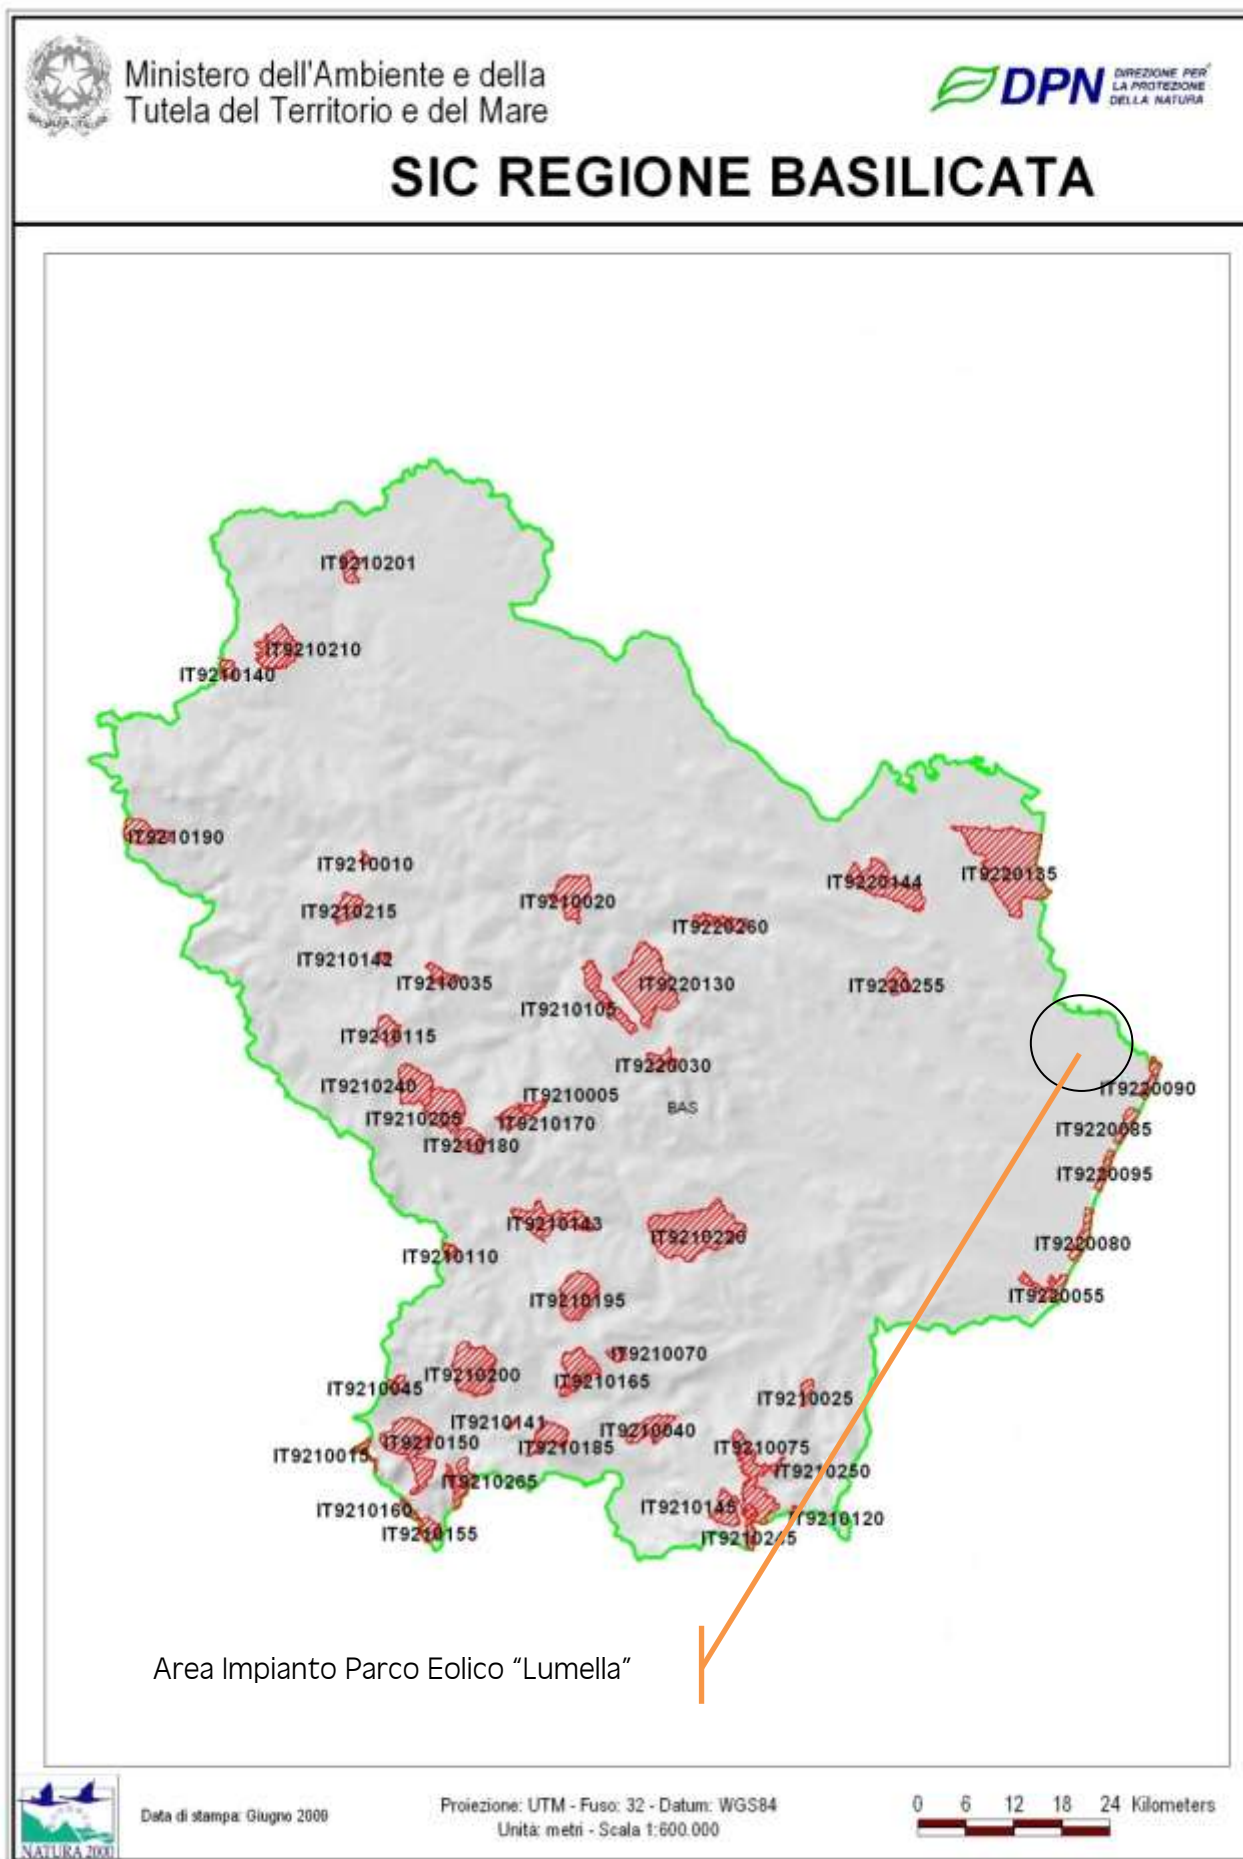 Ministero dell'Ambiente e della
Tutela del Territorio e del Mare
DPN
DIREZIONE PER
LA PROTEZIONE
DELLA NATURA
SIC REGIONE BASILICATA
IT9210201
IT9210210
IT9210140
IT9210190
IT9210010
IT9210215
IT9210020
IT9220144
IT9220135
IT9220260
IT9210142
IT9210035
IT9220130
IT9220255
IT9210105
IT9210115
IT9220030
IT9210240
IT9210005
IT9220090
BAS
IT9210205
IT9210170
IT9220085
IT9210180
IT9220095
IT9210143
IT9210220
IT9220080
IT9210110
IT9210195
IT9220055
IT9210070
IT9210200
IT9210165
IT9210045
IT9210025
IT9210141
IT9210040
IT9210150
IT9210185
IT9210075
IT9210015
IT9210250
IT9210265
IT9210160
IT9210145
IT9210120
IT9210155
IT9210245
Area Impianto Parco Eolico “Lumella”
NATURA 2000
Data di stampa: Giugno 2009
Proiezione: UTM - Fuso: 32 - Datum: WGS84
Unità: metri - Scala 1:600.000
0 6 12 18 24 Kilometers